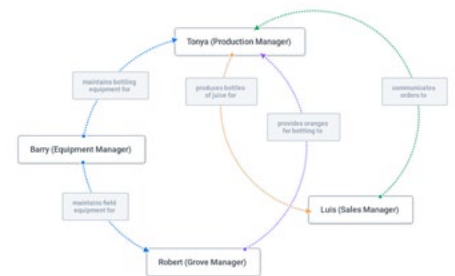 Tonya (Production Manager)
maintains bottling
equipment for
produces bottles
of juice for
communicates
orders to
provides oranges
for bottling to
Barry (Equipment Manager)
maintains field
equipment for
Luis (Sales Manager)
Robert (Grove Manager)